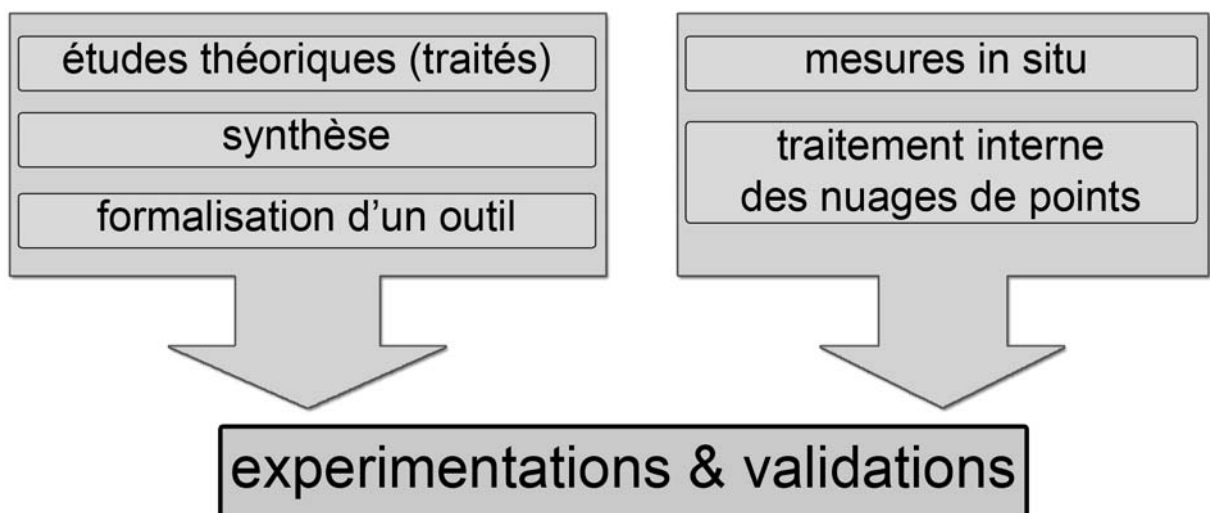 études théoriques (traités)
synthèse
formalisation d’un outil
mesures in situ
traitement interne
des nuages de points
experimentations & validations